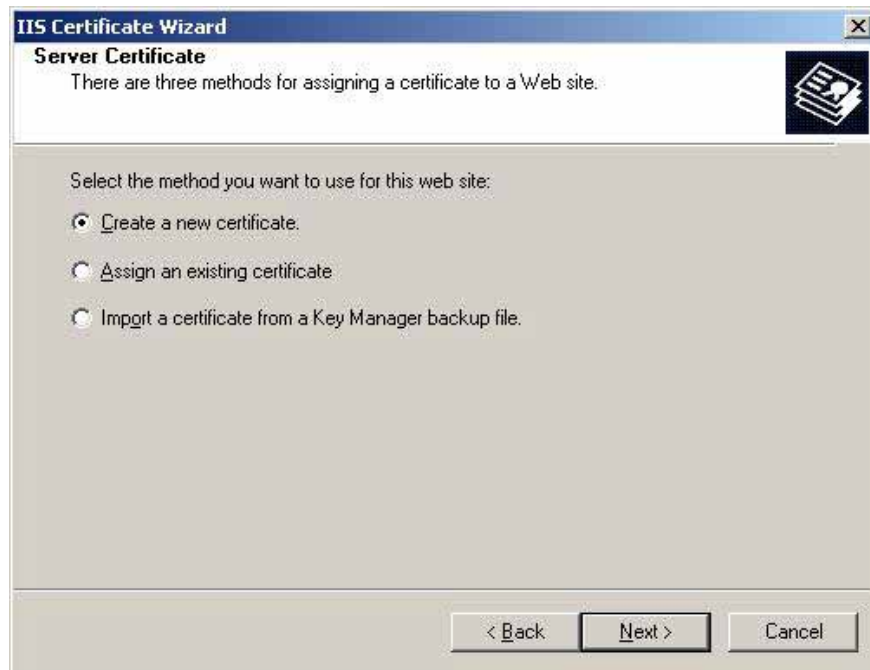 IIS Certificate Wizard
Server Certificate
There are three methods for assigning a certificate to a Web site.
Select the method you want to use for this web site:
Create a new certificate.
Assign an existing certificate
Import a certificate from a Key Manager backup file.
< Back
Next >
Cancel